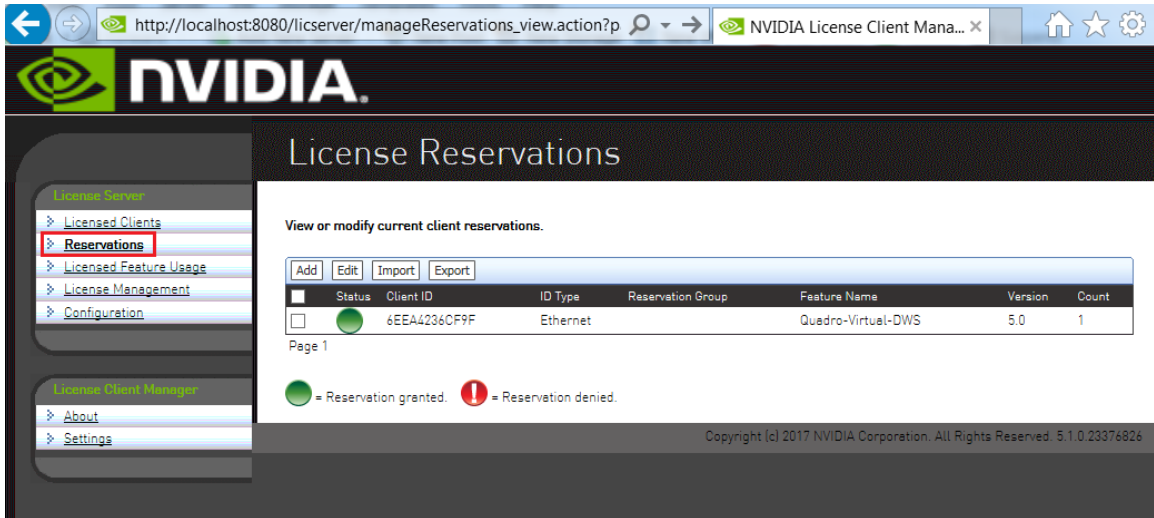 http://localhost:8080/licserver/manageReservations_view.action?p
NVIDIA License Client Mana...
NVIDIA.
License Reservations
License Server
Licensed Clients
Reservations
Licensed Feature Usage
License Management
Configuration
License Client Manager
About
Settings
View or modify current client reservations.
Add Edit Import Export
Status Client ID ID Type Reservation Group Feature Name Version Count
6EEA4236CF9F Ethernet Quadro-Virtual-DWS 5.0 1
Page 1
= Reservation granted. = Reservation denied.
Copyright (c) 2017 NVIDIA Corporation. All Rights Reserved. 5.1.0.23376826